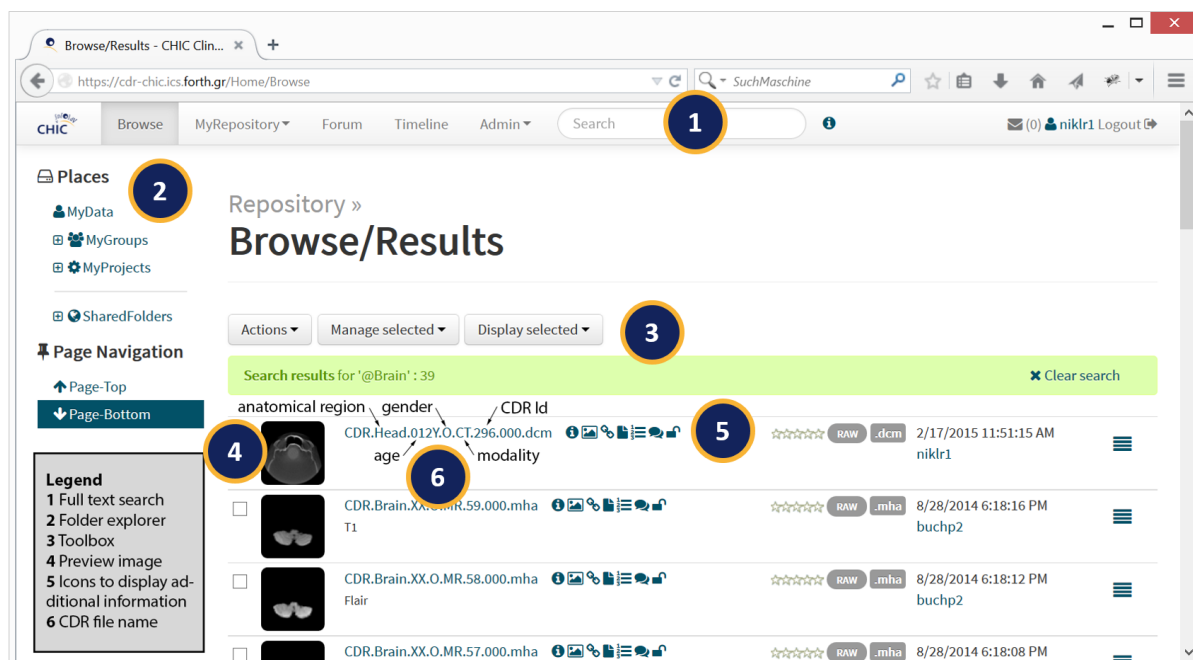 Browse/Results - CHIC Clin... × +
https://cdr-chic.ics.forth.gr/Home/Browse SuchMaschine
CHIC Browse MyRepository Forum Timeline Admin Search 1 (0) niklr1 Logout
Places
2
MyData
MyGroups
MyProjects
SharedFolders
Page Navigation
Page-Top
Page-Bottom
Repository »
Browse/Results
Actions Manage selected Display selected 3
Search results for '@Brain' : 39 Clear search
anatomical region gender CDR Id
4 CDR.Head.012Y.O.CT.296.000.dcm 5 RAW .dcm 2/17/2015 11:51:15 AM
age modality niklr1
6
CDR.Brain.XX.O.MR.59.000.mha RAW .mha 8/28/2014 6:18:16 PM
T1 buchp2
CDR.Brain.XX.O.MR.58.000.mha RAW .mha 8/28/2014 6:18:12 PM
Flair buchp2
CDR.Brain.XX.O.MR.57.000.mha RAW .mha 8/28/2014 6:18:08 PM
Legend
1 Full text search
2 Folder explorer
3 Toolbox
4 Preview image
5 Icons to display ad-
ditional information
6 CDR file name